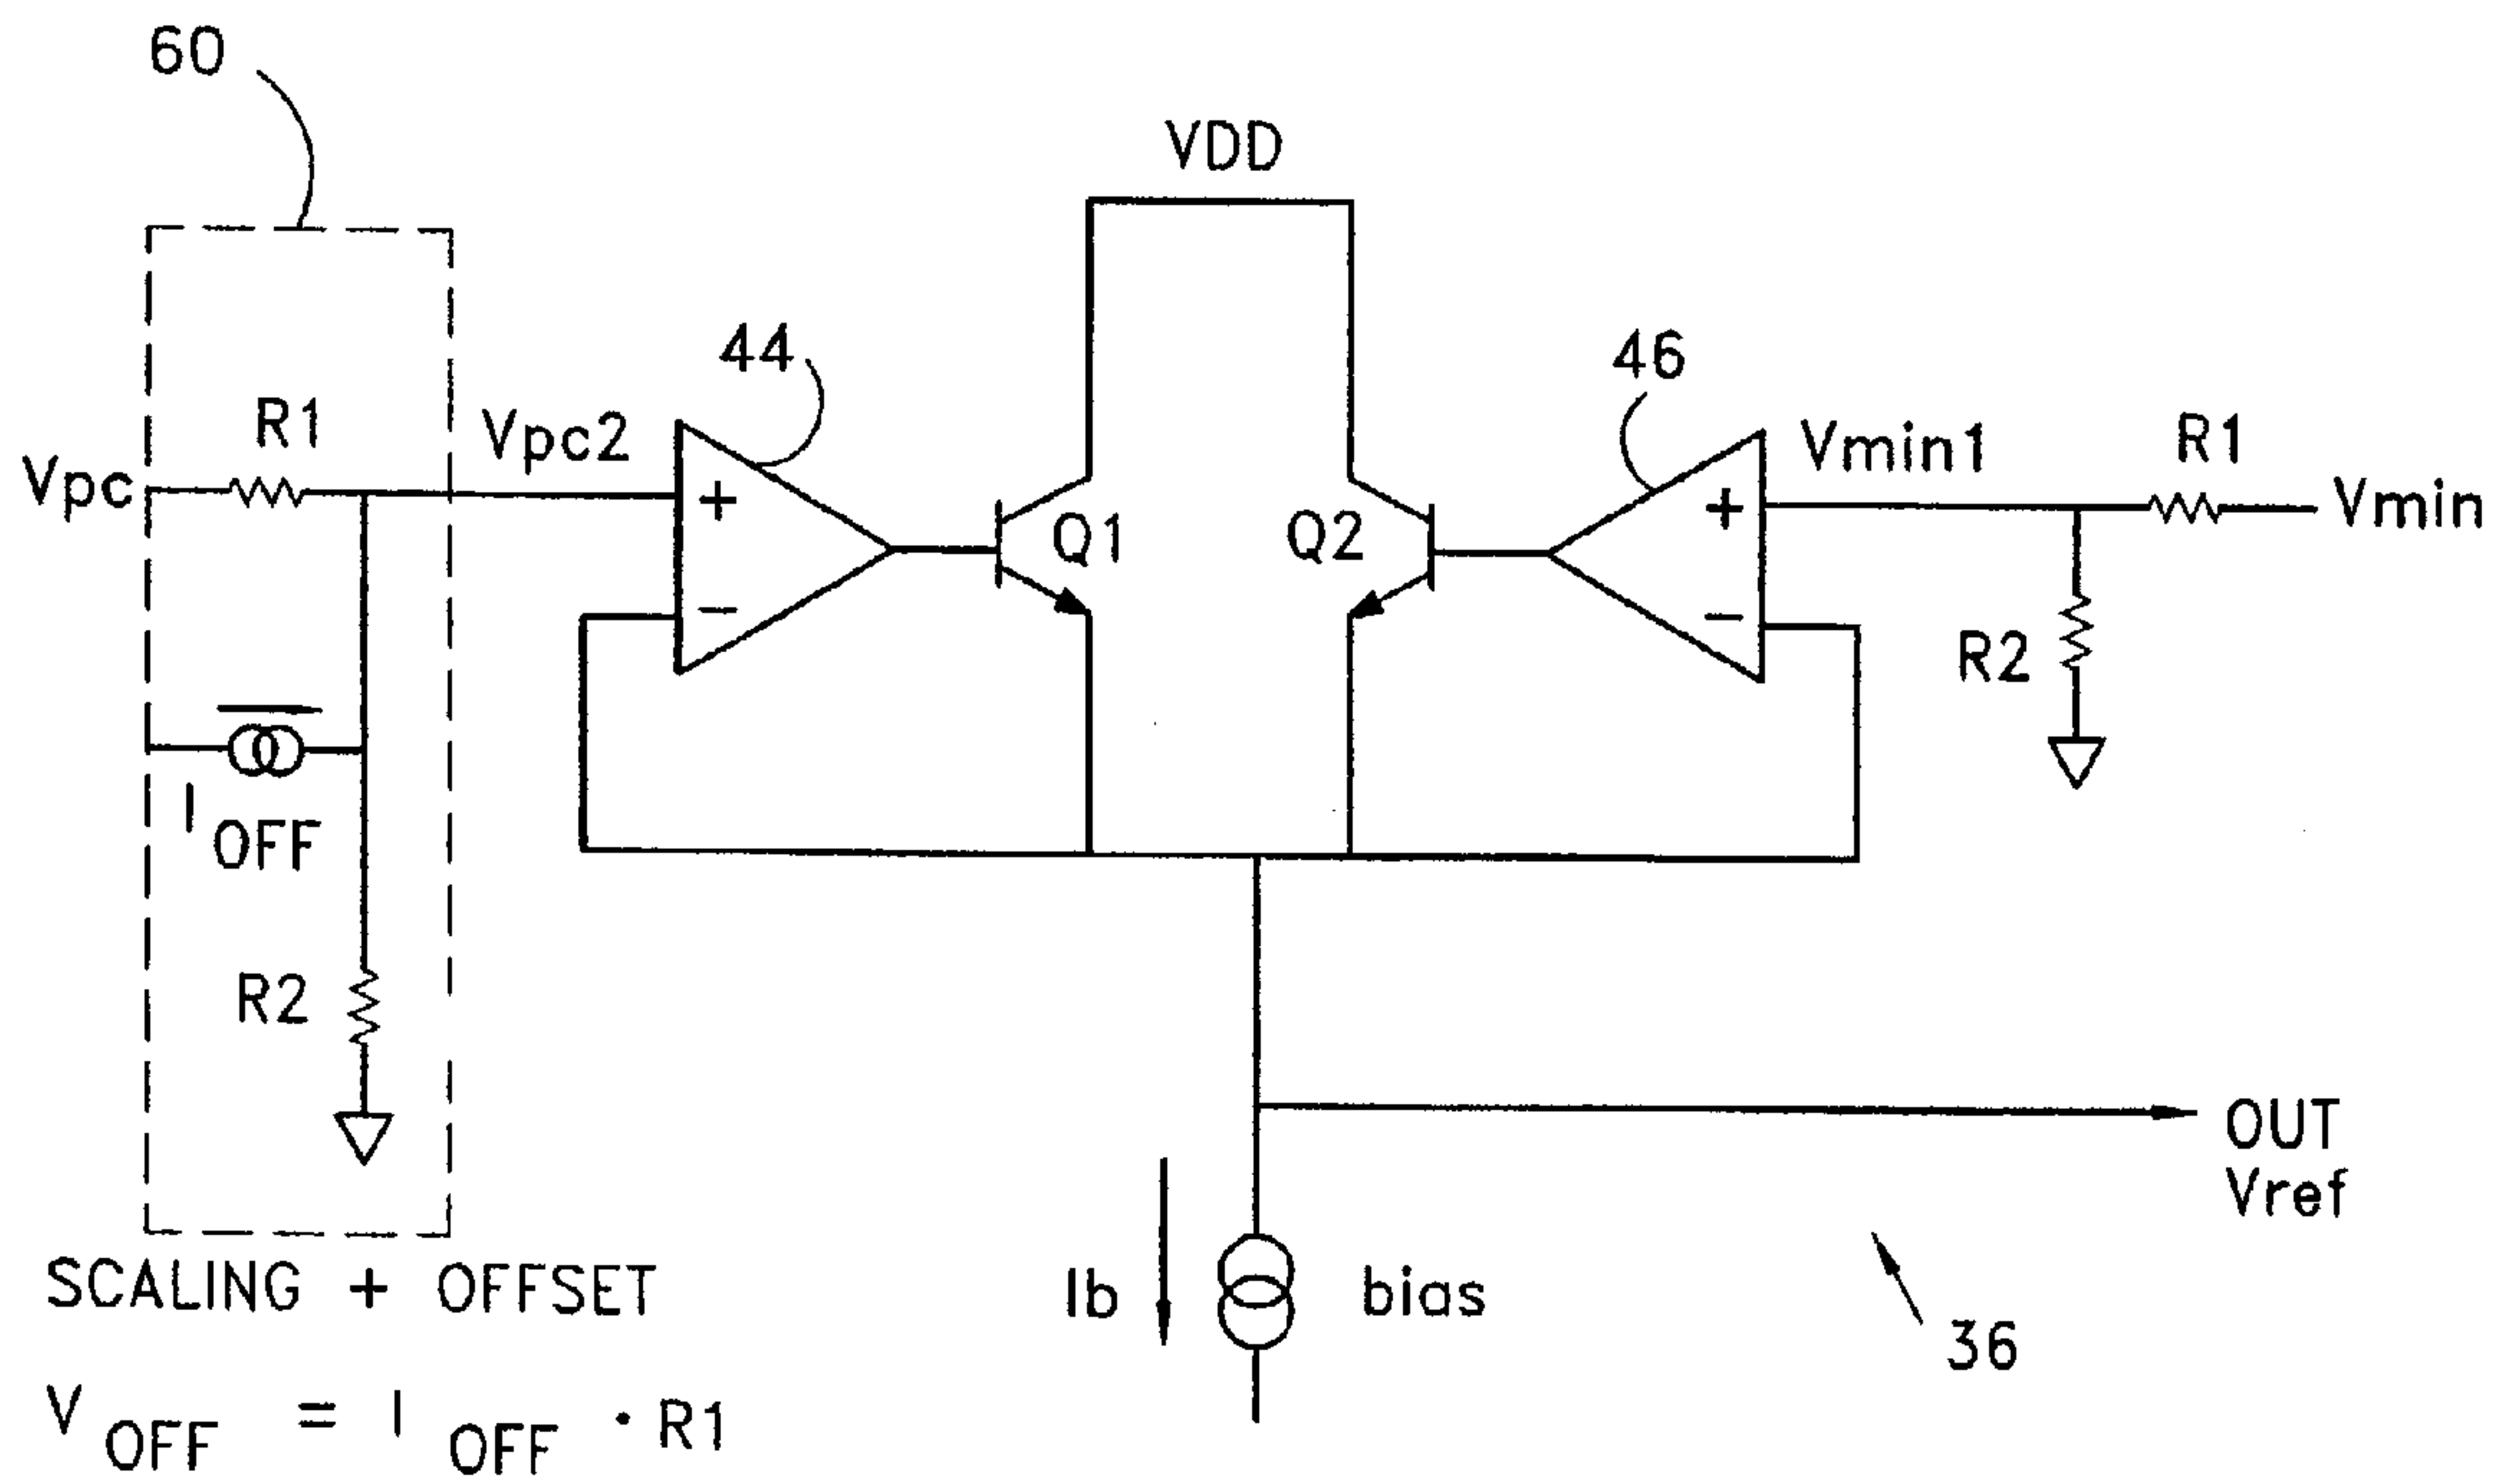 60
VDD
44
46
R1
Vpc
Vpc2
+
-
Q1
Q2
+
-
Vmin1
R1
Vmin
R2
I OFF
R2
OUT
Vref
SCALING + OFFSET
Ib
bias
36
V OFF = I OFF · R1